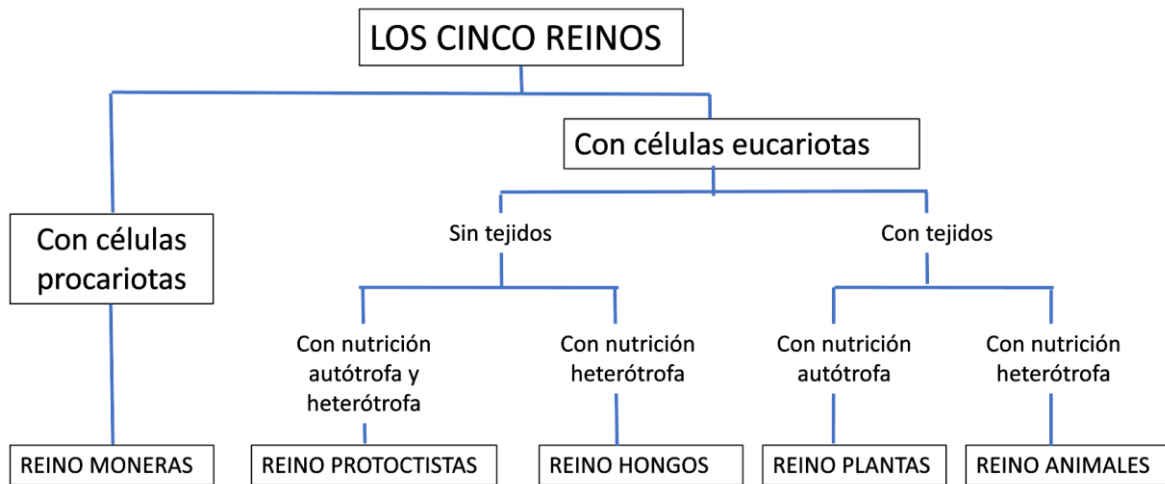 LOS CINCO REINOS
Con células eucariotas
Con células
procariotas
Sin tejidos
Con tejidos
Con nutrición
autótrofa y
heterótrofa
Con nutrición
heterótrofa
Con nutrición
autótrofa
Con nutrición
heterótrofa
REINO MONERAS
REINO PROTOCTISTAS
REINO HONGOS
REINO PLANTAS
REINO ANIMALES